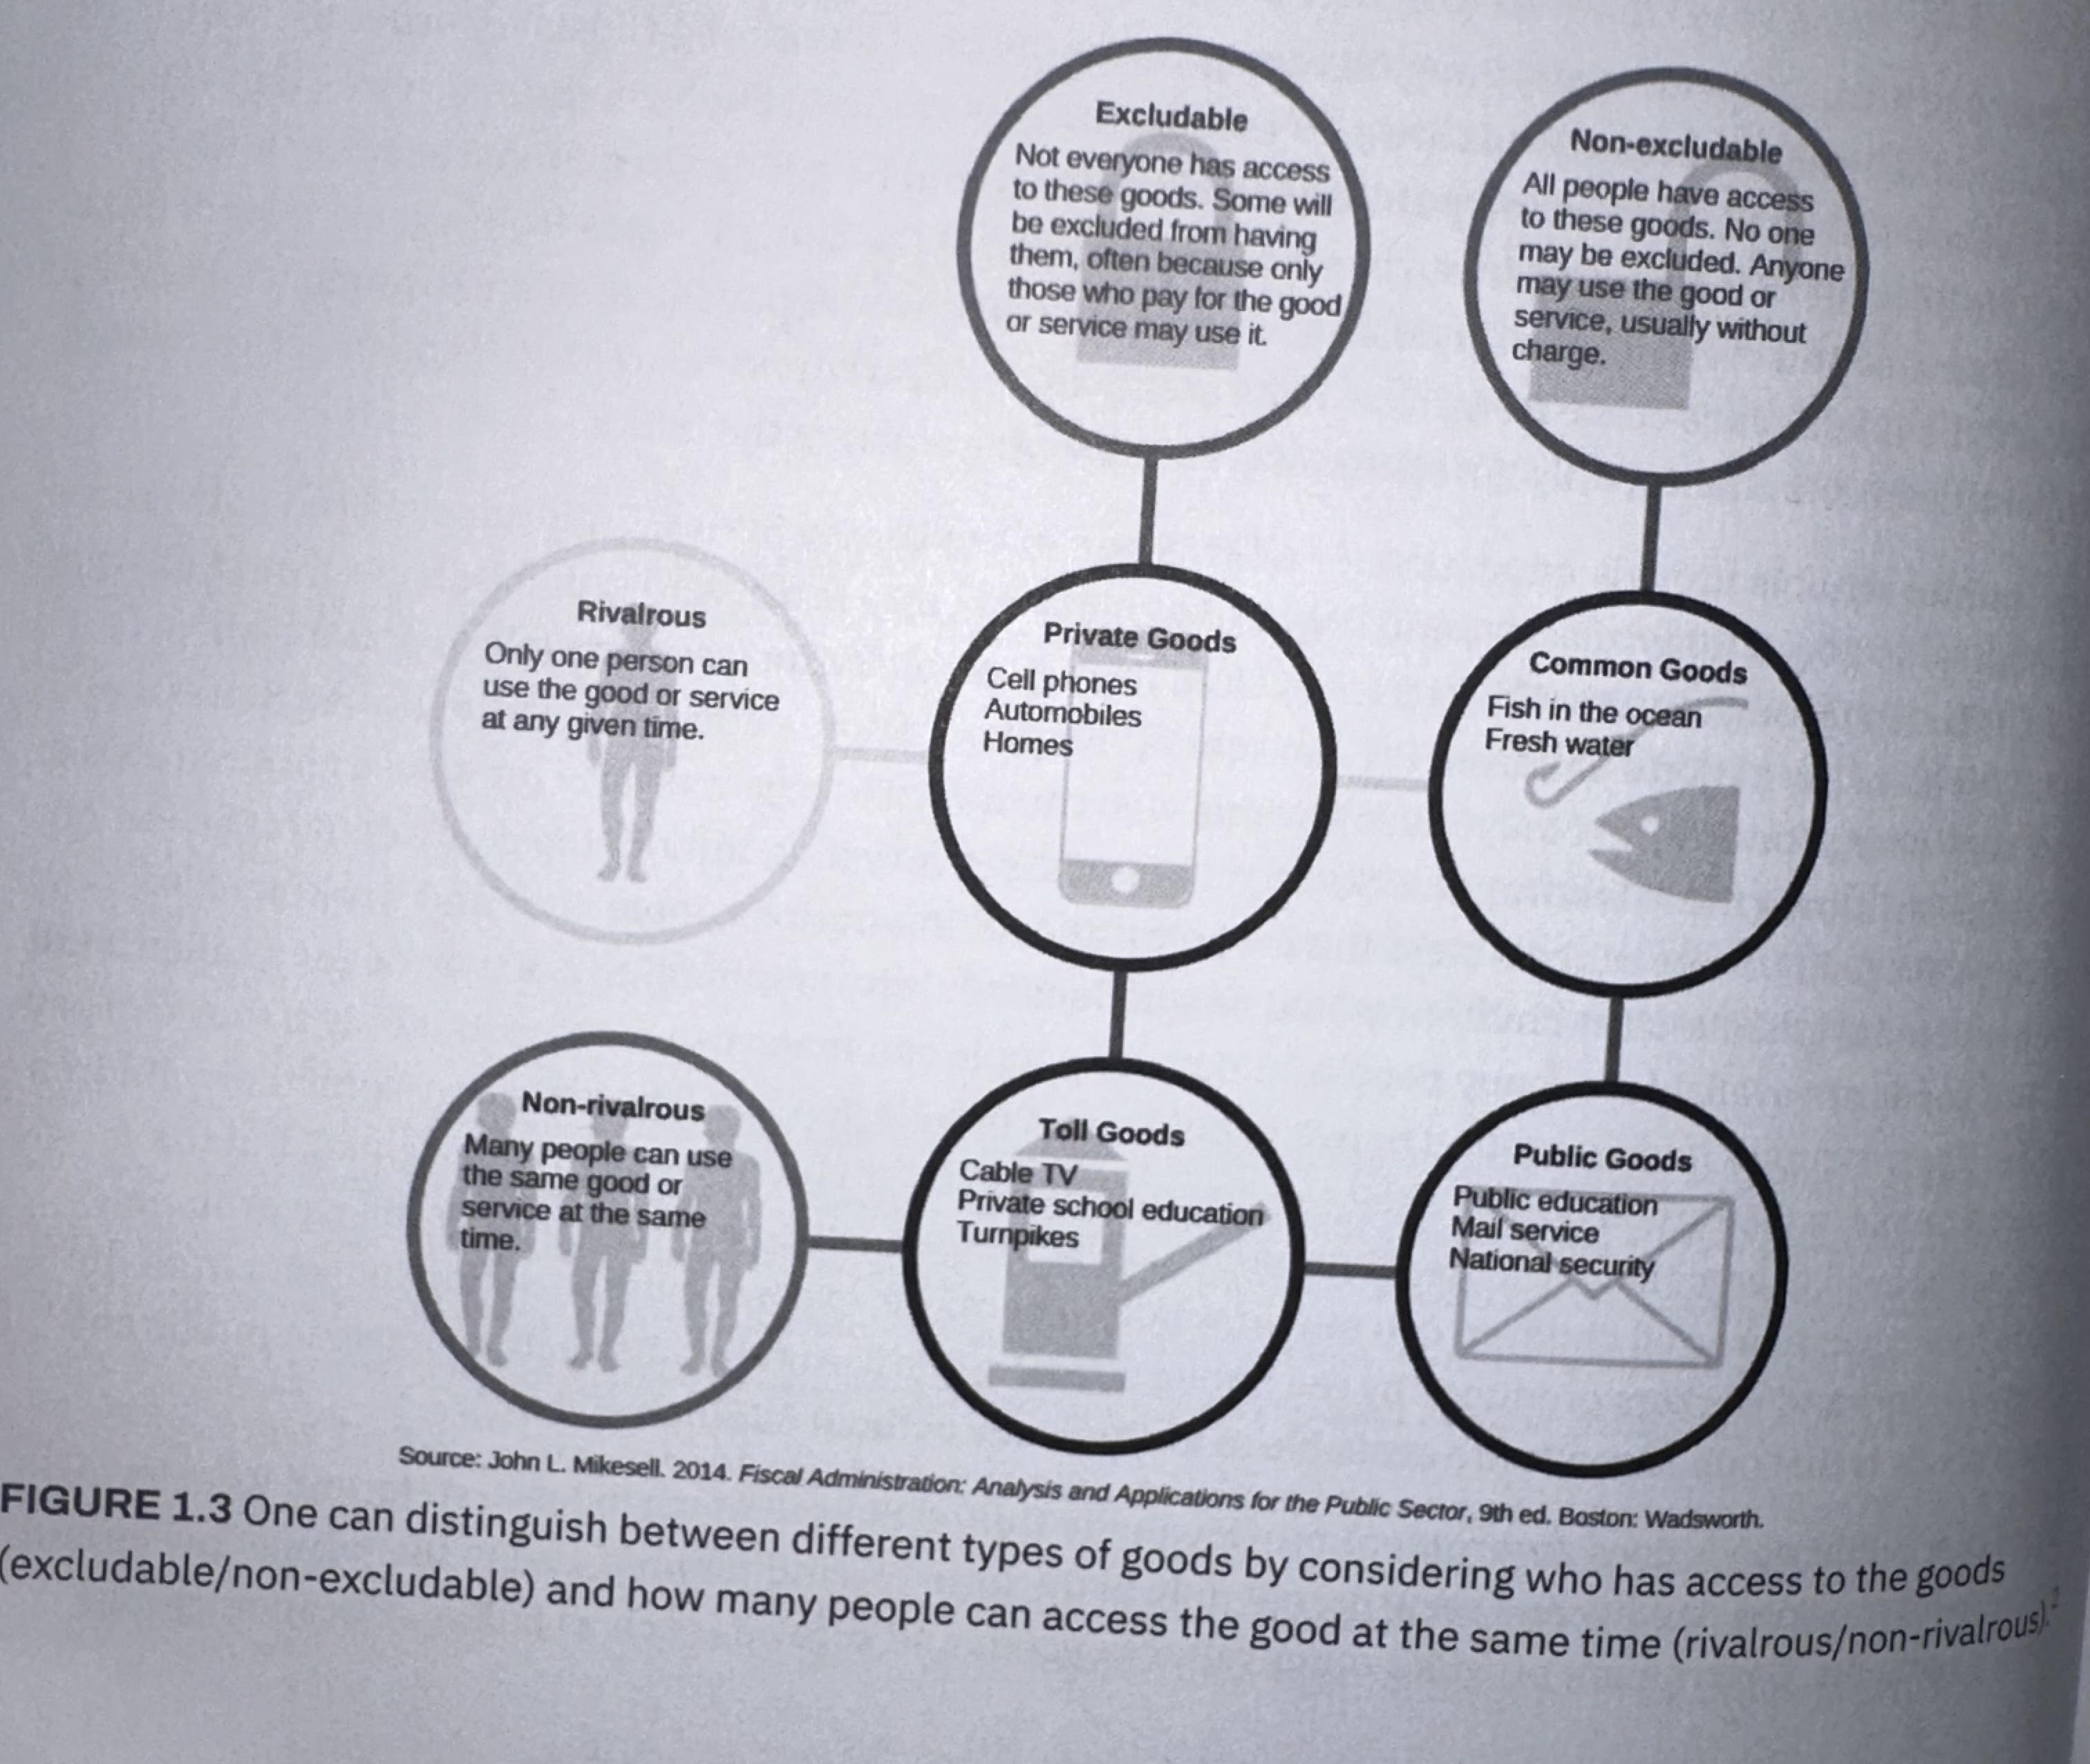 Excludable
Not everyone has access
to these goods. Some will
be excluded from having
them, often because only
those who pay for the good
or service may use it.
Non-excludable
All people have access
to these goods. No one
may be excluded. Anyone
may use the good or
service, usually without
charge.
Rivalrous
Only one person can
use the good or service
at any given time.
Private Goods
Cell phones
Automobiles
Homes
Common Goods
Fish in the ocean
Fresh water
Non-rivalrous
Many people can use
the same good or
service at the same
time.
Toll Goods
Cable TV
Private school education
Turnpikes
Public Goods
Public education
Mail service
National security
Source: John L. Mikesell. 2014. Fiscal Administration: Analysis and Applications for the Public Sector, 9th ed. Boston: Wadsworth.
FIGURE 1.3 One can distinguish between different types of goods by considering who has access to the goods
(excludable/non-excludable) and how many people can access the good at the same time (rivalrous/non-rivalrous).